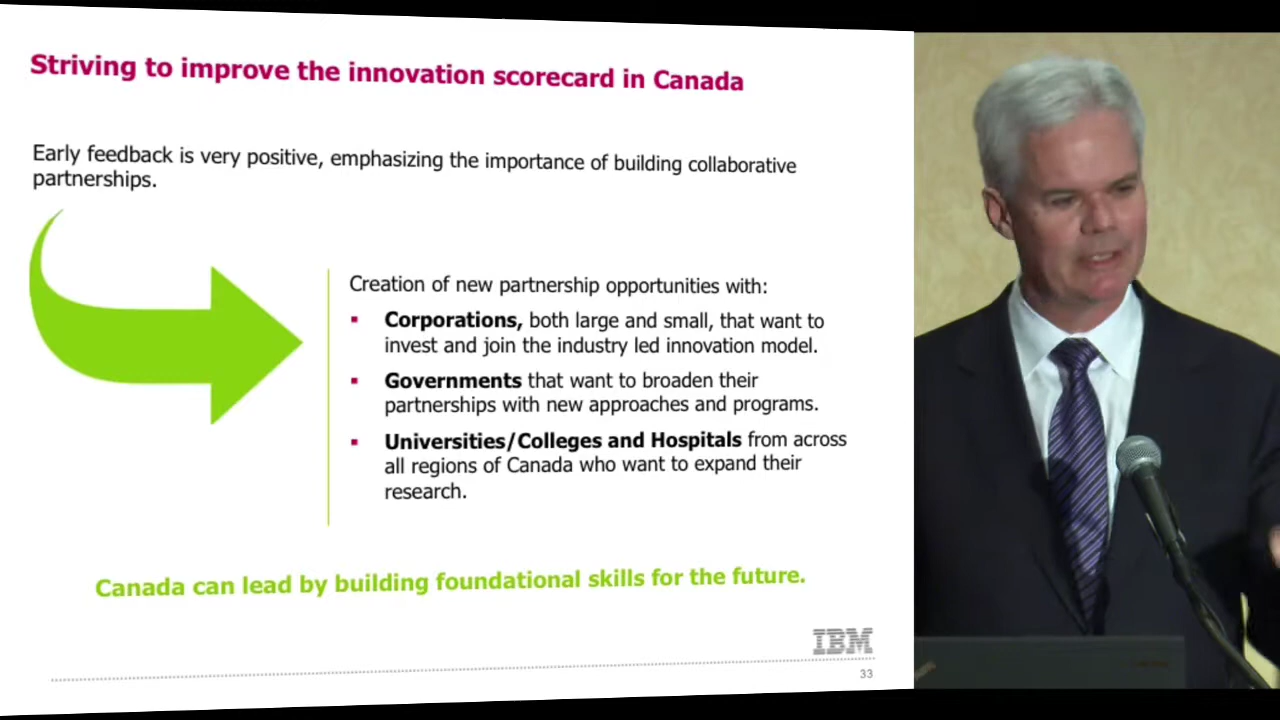 Striving to improve the innovation scorecard in Canada
Early feedback is very positive, emphasizing the importance of building collaborative
partnerships.
Creation of new partnership opportunities with:
▪ Corporations, both large and small, that want to
invest and join the industry led innovation model.
▪ Governments that want to broaden their
partnerships with new approaches and programs.
▪ Universities/Colleges and Hospitals from across
all regions of Canada who want to expand their
research.
Canada can lead by building foundational skills for the future.
IBM
33